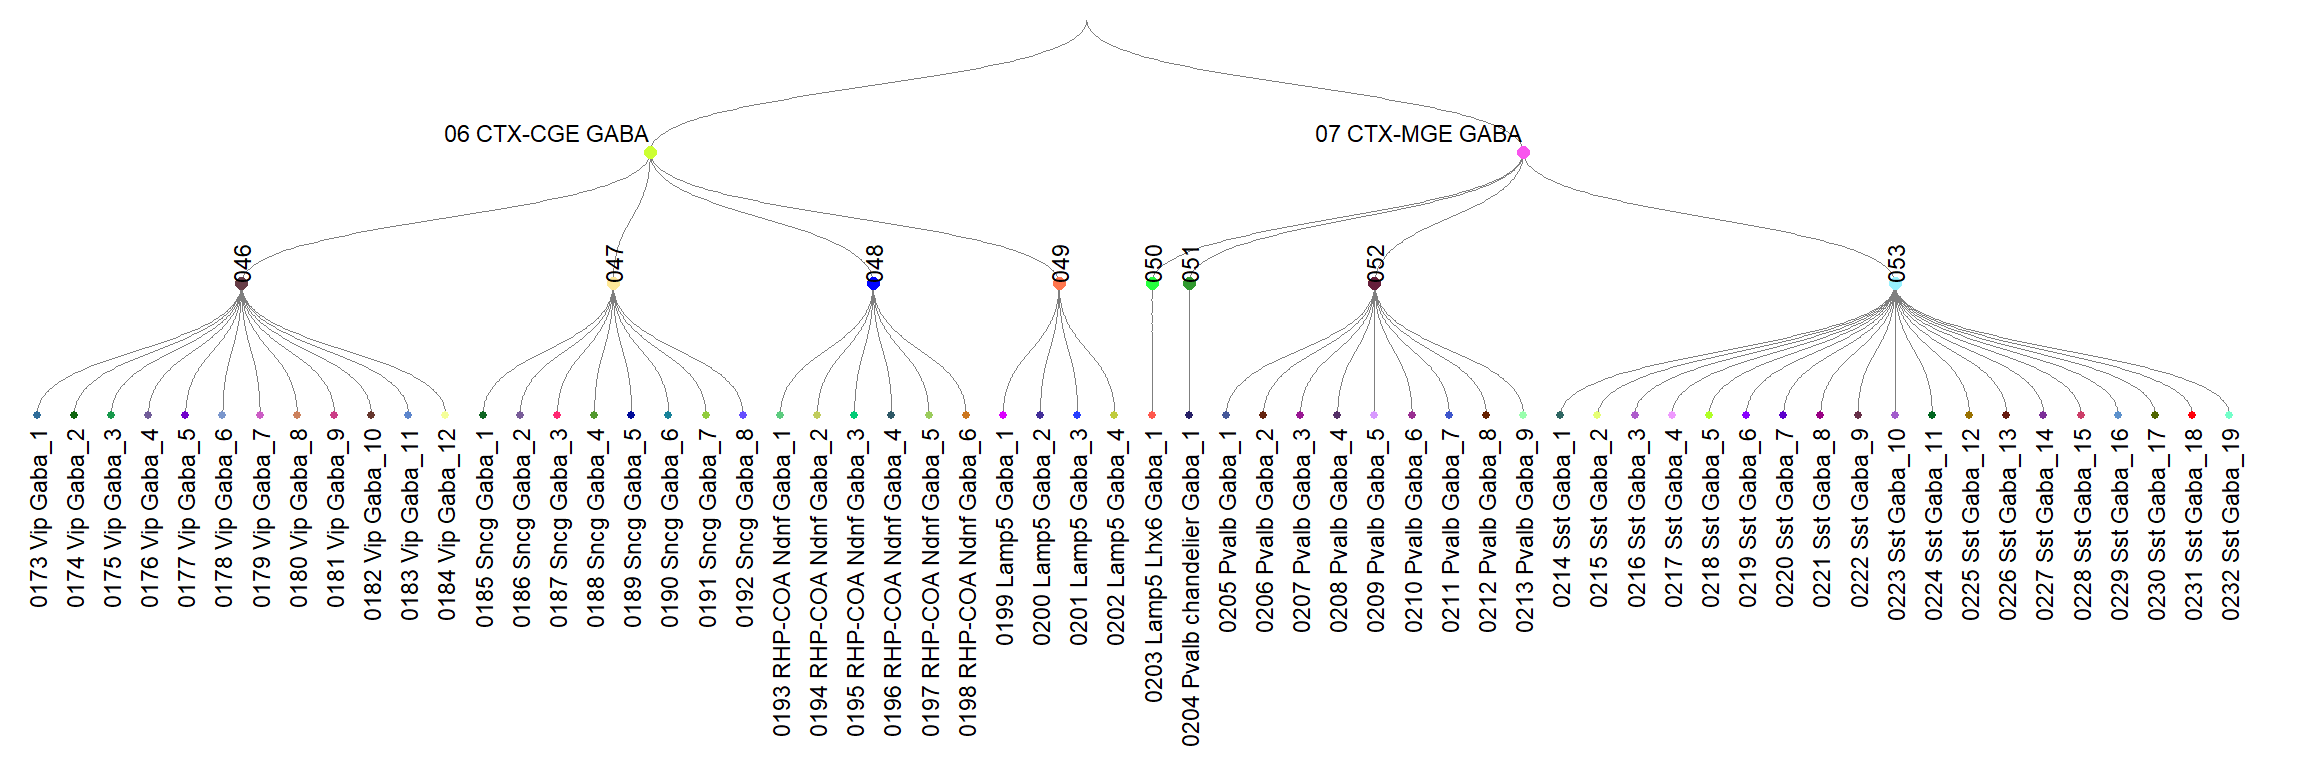 06 CTX-CGE GABA
07 CTX-MGE GABA
046
047
048
049
050
051
052
053
0173 Vip Gaba_1
0174 Vip Gaba_2
0175 Vip Gaba_3
0176 Vip Gaba_4
0177 Vip Gaba_5
0178 Vip Gaba_6
0179 Vip Gaba_7
0180 Vip Gaba_8
0181 Vip Gaba_9
0182 Vip Gaba_10
0183 Vip Gaba_11
0184 Vip Gaba_12
0185 Sncg Gaba_1
0186 Sncg Gaba_2
0187 Sncg Gaba_3
0188 Sncg Gaba_4
0189 Sncg Gaba_5
0190 Sncg Gaba_6
0191 Sncg Gaba_7
0192 Sncg Gaba_8
0193 RHP-COA Ndnf Gaba_1
0194 RHP-COA Ndnf Gaba_2
0195 RHP-COA Ndnf Gaba_3
0196 RHP-COA Ndnf Gaba_4
0197 RHP-COA Ndnf Gaba_5
0198 RHP-COA Ndnf Gaba_6
0199 Lamp5 Gaba_1
0200 Lamp5 Gaba_2
0201 Lamp5 Gaba_3
0202 Lamp5 Gaba_4
0203 Lamp5 Lhx6 Gaba_1
0204 Pvalb chandelier Gaba_1
0205 Pvalb Gaba_1
0206 Pvalb Gaba_2
0207 Pvalb Gaba_3
0208 Pvalb Gaba_4
0209 Pvalb Gaba_5
0210 Pvalb Gaba_6
0211 Pvalb Gaba_7
0212 Pvalb Gaba_8
0213 Pvalb Gaba_9
0214 Sst Gaba_1
0215 Sst Gaba_2
0216 Sst Gaba_3
0217 Sst Gaba_4
0218 Sst Gaba_5
0219 Sst Gaba_6
0220 Sst Gaba_7
0221 Sst Gaba_8
0222 Sst Gaba_9
0223 Sst Gaba_10
0224 Sst Gaba_11
0225 Sst Gaba_12
0226 Sst Gaba_13
0227 Sst Gaba_14
0228 Sst Gaba_15
0229 Sst Gaba_16
0230 Sst Gaba_17
0231 Sst Gaba_18
0232 Sst Gaba_19